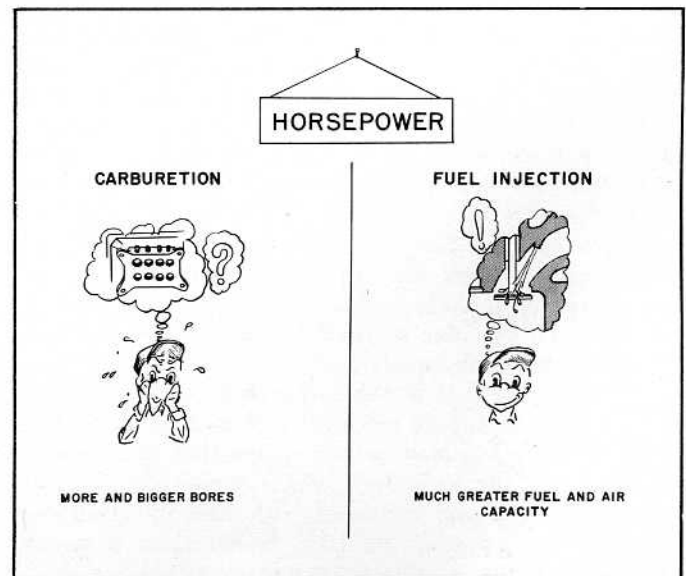 HORSEPOWER
CARBURETION
?
MORE AND BIGGER BORES
FUEL INJECTION
!
MUCH GREATER FUEL AND AIR
CAPACITY